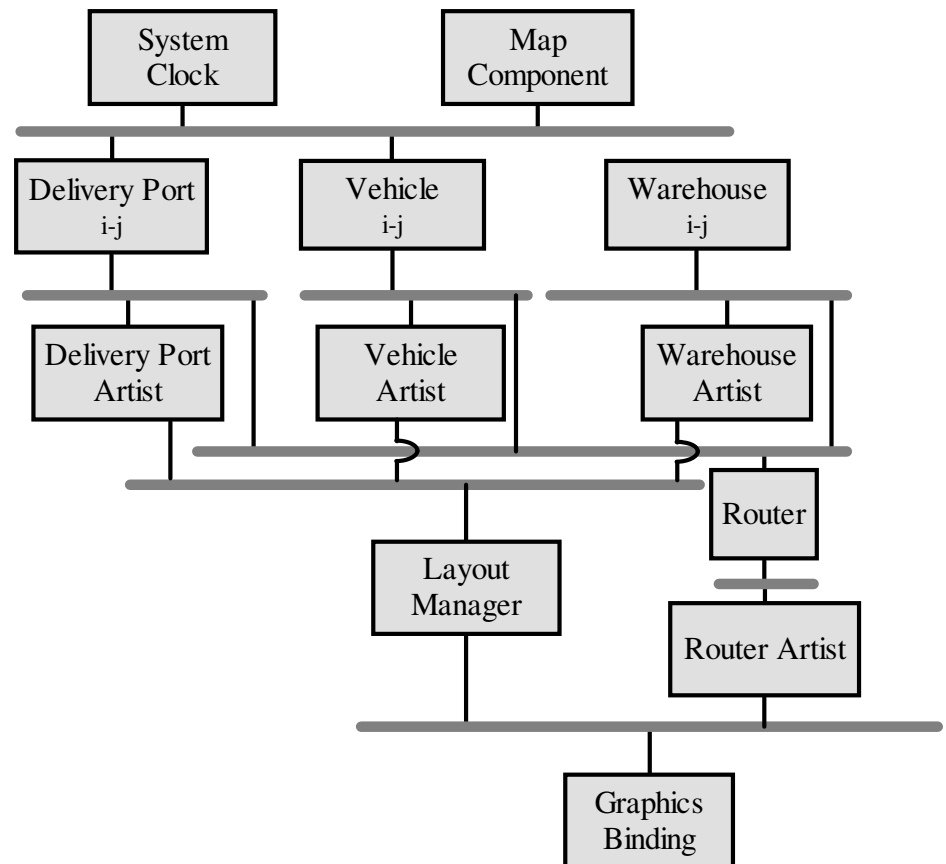 System
Clock
Map
Component
Delivery Port
i-j
Vehicle
i-j
Warehouse
i-j
Delivery Port
Artist
Vehicle
Artist
Warehouse
Artist
Router
Layout
Manager
Router Artist
Graphics
Binding